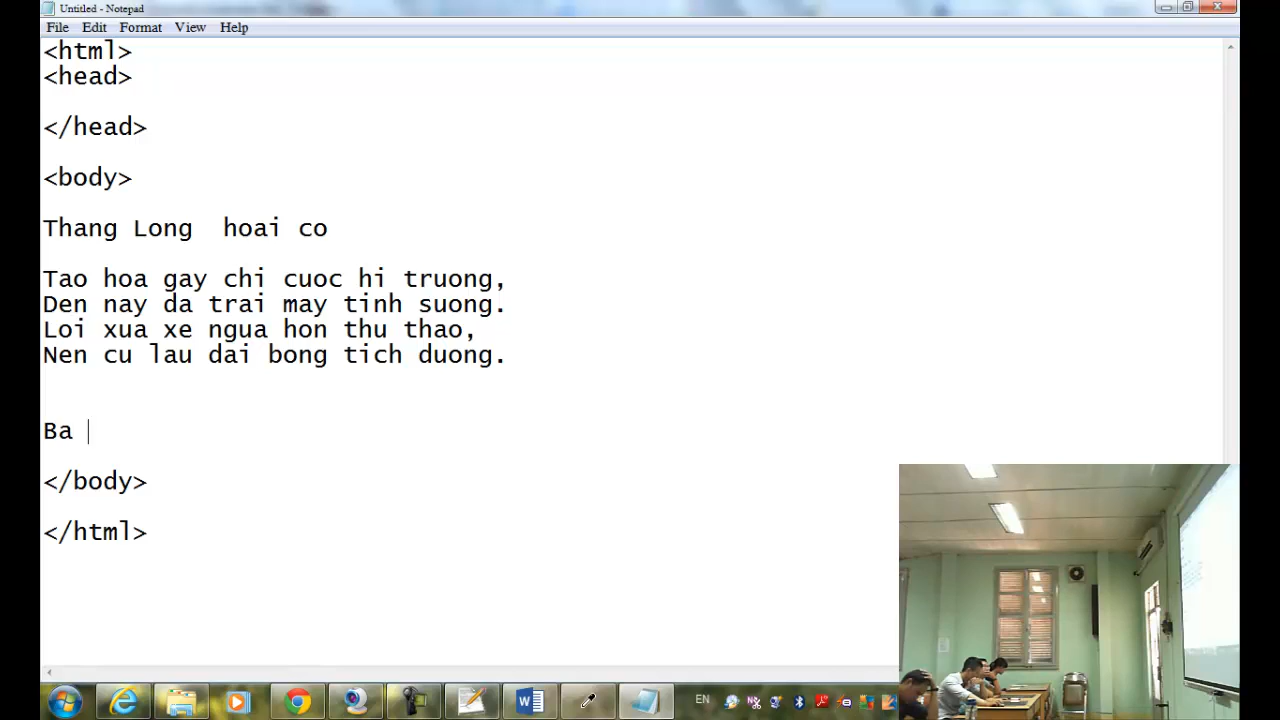 Untitled - Notepad
File Edit Format View Help
<html>
<head>
</head>
<body>
Thang Long  hoai co
Tao hoa gay chi cuoc hi truong,
Den nay da trai may tinh suong.
Loi xua xe ngua hon thu thao,
Nen cu lau dai bong tich duong.
Ba
</body>
</html>
EN